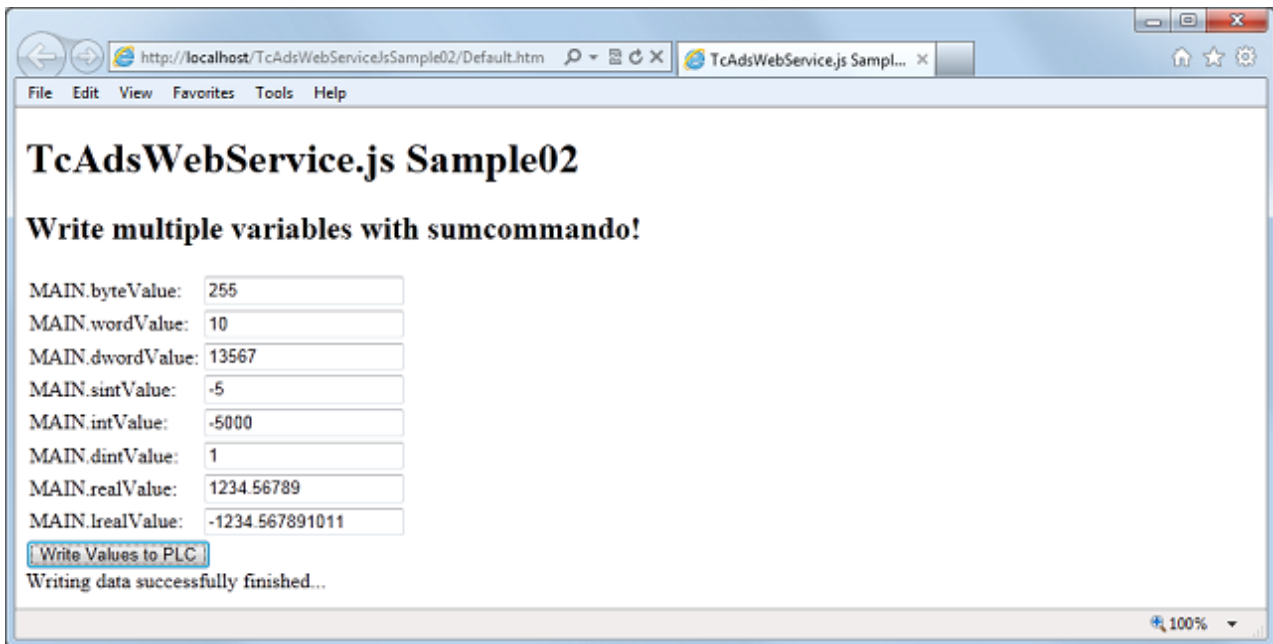 http://localhost/TcAdsWebServiceJsSample02/Default.htm TcAdsWebService.js Sampl...
File Edit View Favorites Tools Help
TcAdsWebService.js Sample02
Write multiple variables with sumcommando!
MAIN.byteValue: 255
MAIN.wordValue: 10
MAIN.dwordValue: 13567
MAIN.sintValue: -5
MAIN.intValue: -5000
MAIN.dintValue: 1
MAIN.realValue: 1234.56789
MAIN.lrealValue: -1234.567891011
Write Values to PLC
Writing data successfully finished...
100%